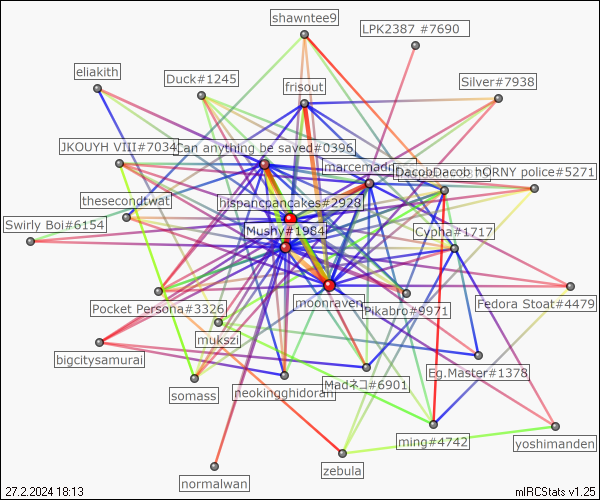 shawntee9
LPK2387 #7690
eliakith
Duck#1245
frisout
Silver#7938
JKOUYH VIII#7034
Can anything be saved#0396
DacobDacob
hORNY police#5271
thesecondtwat
hispancpancakes#2928
Swirly Boi#6154
Mushy#1984
Cypha#1717
Pocket Persona#3326
moonraven
Pikabro#9971
Fedora Stoat#4479
mukszi
bigcitysamurai
Eg.Master#1378
somass
neokingghidorah
Madネコ#6901
ming#4742
yoshimanden
zebula
normalwan
27.2.2024 18:13
mIRCStats v1.25